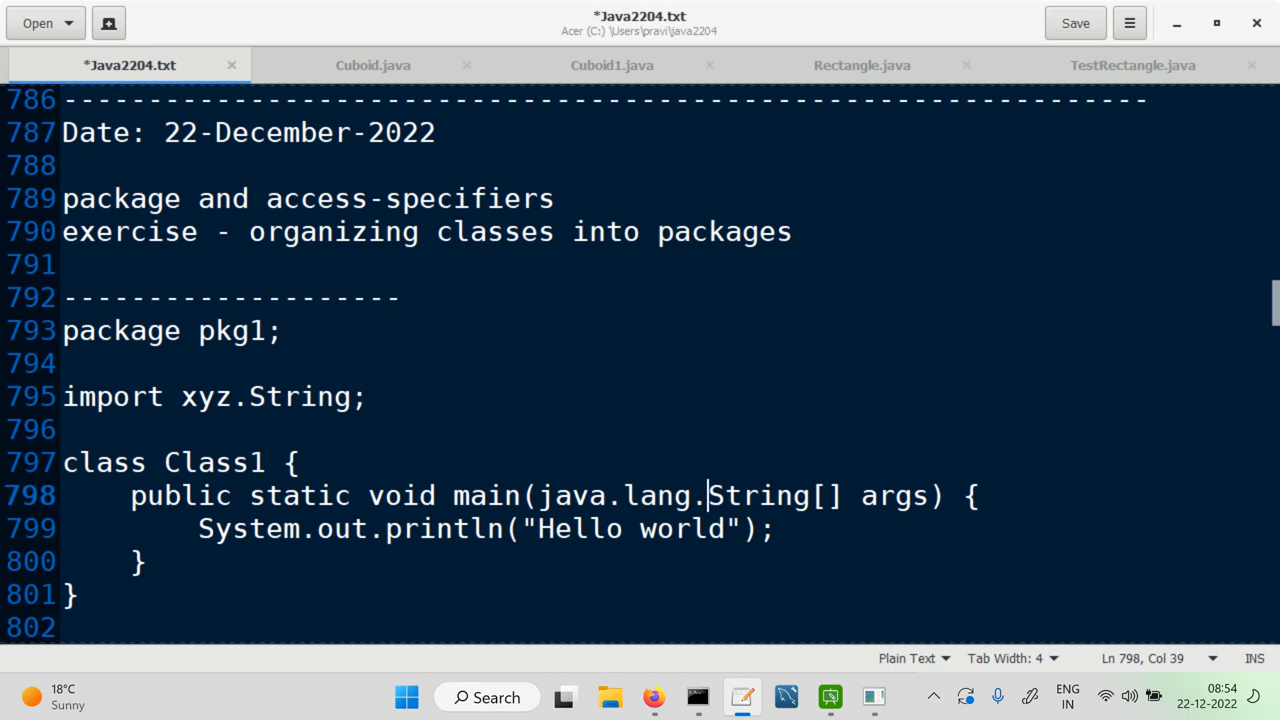 Open
*Java2204.txt
Acer (C:) \Users\pravi\java2204
Save
*Java2204.txt
Cuboid.java
Cuboid1.java
Rectangle.java
TestRectangle.java
786 ----------------------------------------------------------------
787 Date: 22-December-2022
788
789 package and access-specifiers
790 exercise - organizing classes into packages
791
792 --------------------
793 package pkg1;
794
795 import xyz.String;
796
797 class Class1 {
798     public static void main(java.lang.String[] args) {
799         System.out.println("Hello world");
800     }
801 }
802
Plain Text Tab Width: 4 Ln 798, Col 39 INS
18°C
Sunny
Search
ENG
IN
08:54
22-12-2022